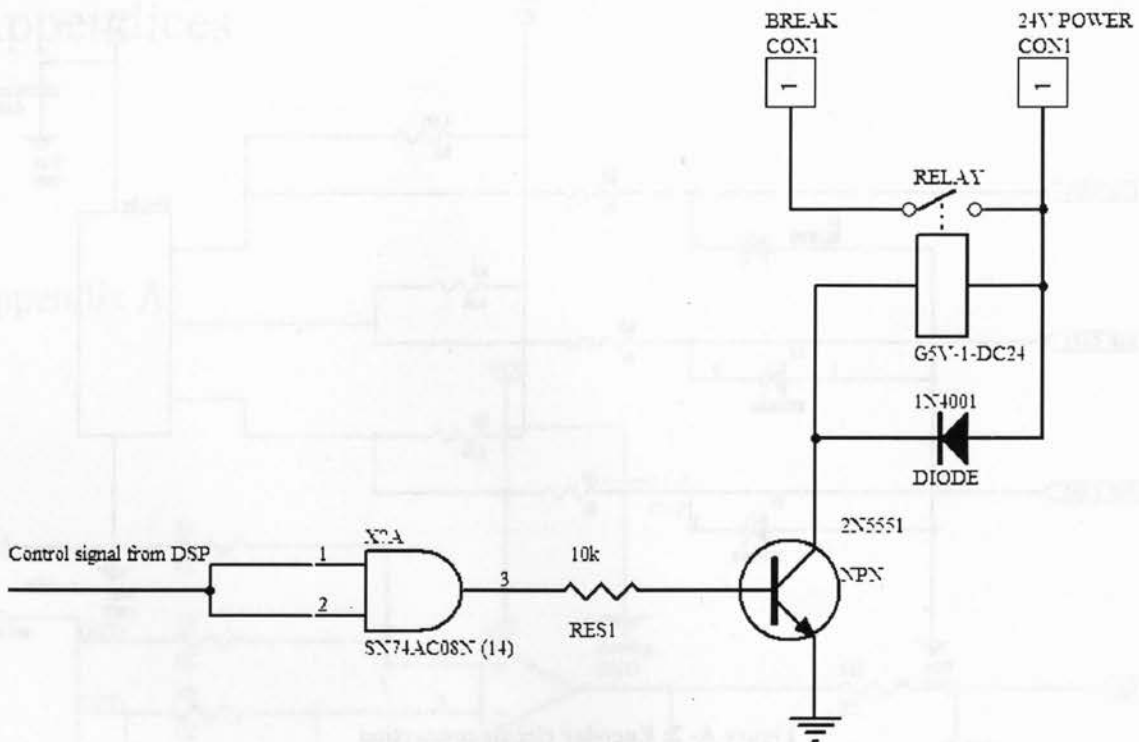 BREAK
CON1
1
24V POWER
CON1
1
RELAY
G5V-1-DC24
1N4001
DIODE
2N5551
NPN
Control signal from DSP
1
2
3
SN74AC08N (14)
10k
RES1
Appendices